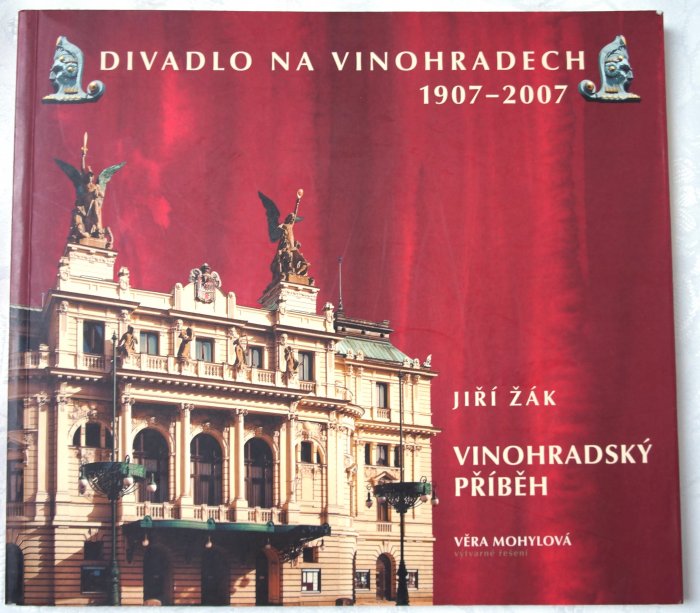 DIVADLO NA VINOHRADECH
1907–2007
JIŘÍ ŽÁK
VINOHRADSKÝ
PŘÍBĚH
VĚRA MOHYLOVÁ
výtvarné řešení